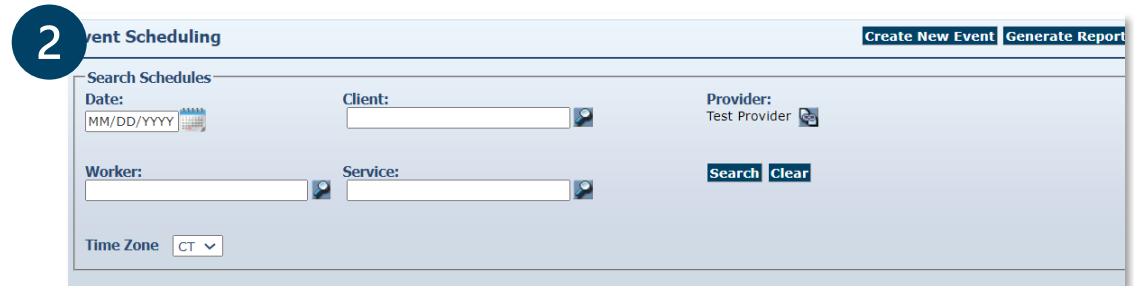 2
vent Scheduling
Create New Event Generate Report
Search Schedules
Date: Client: Provider:
MM/DD/YYYY Test Provider
Worker: Service: Search Clear
Time Zone CT